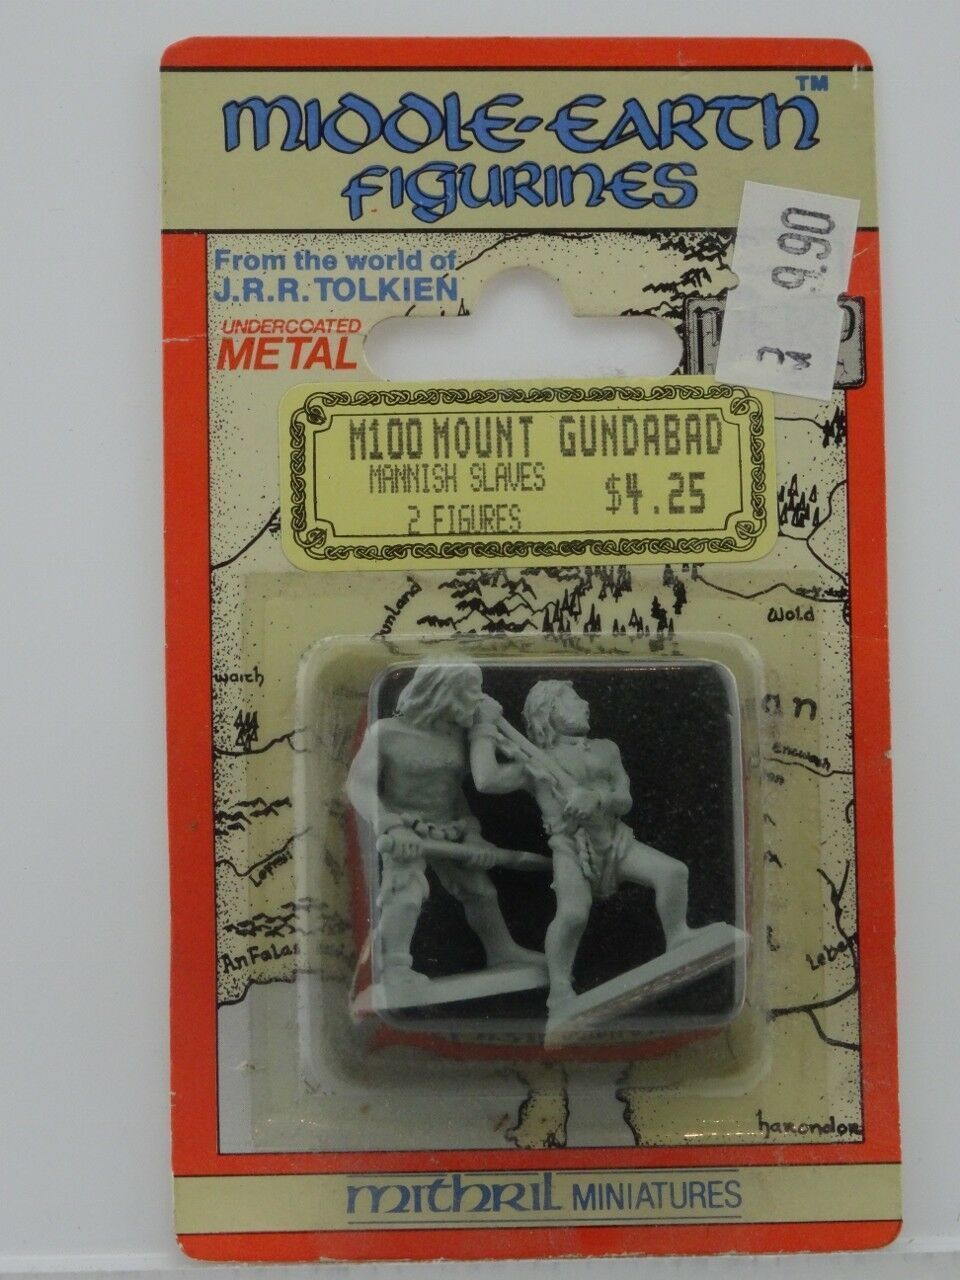 MIDDLE-EARTH™
FIGURINES
From the world of
J.R.R. TOLKIEN
UNDERCOATED
METAL
9.90
M100 MOUNT GUNDABAD
MANNISH SLAVES
$4.25
2 FIGURES
Wold
Harondor
MITHRIL MINIATURES